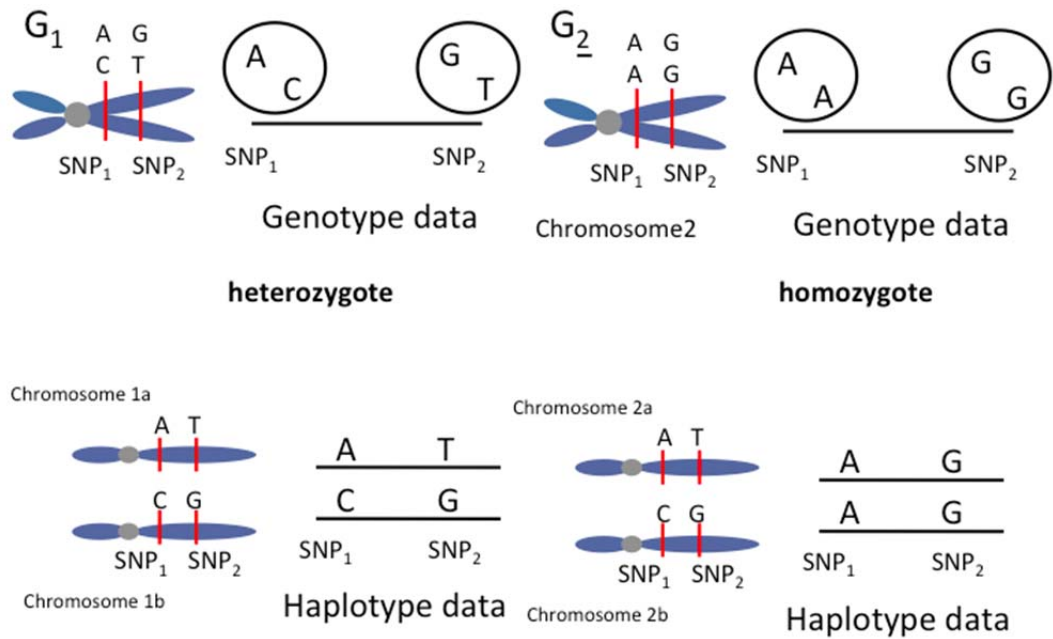 G1
A G
C T
SNP1 SNP2
A
C
G
T
SNP1
SNP2
Genotype data
heterozygote
G2
A G
A G
SNP1 SNP2
Chromosome2
A
A
G
G
SNP1
SNP2
Genotype data
homozygote
Chromosome 1a
A T
C G
SNP1 SNP2
Chromosome 1b
A T
C G
SNP1 SNP2
Haplotype data
Chromosome 2a
A T
C G
SNP1 SNP2
Chromosome 2b
A G
A G
SNP1 SNP2
Haplotype data